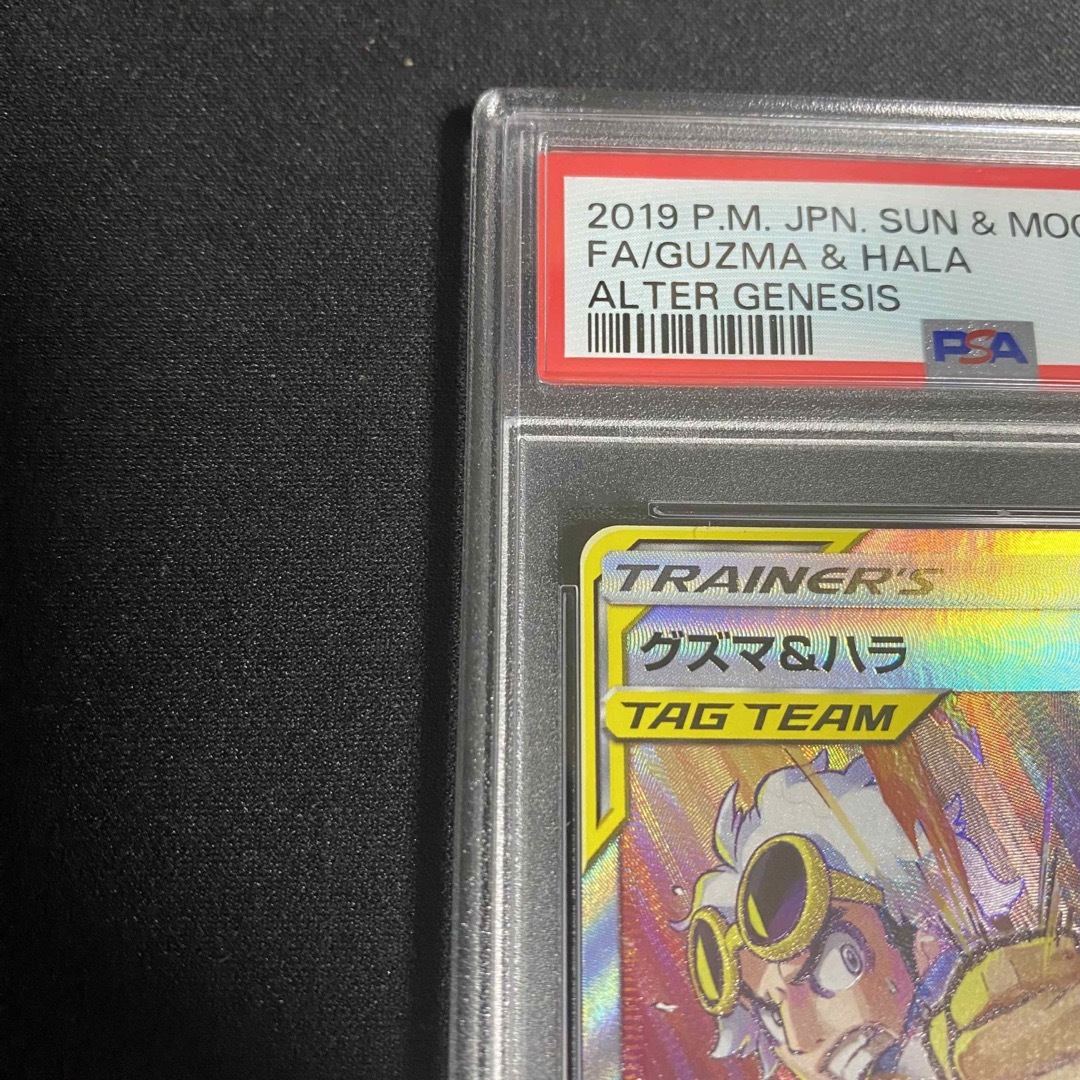 2019 P.M. JPN. SUN & MOO
FA/GUZMA & HALA
ALTER GENESIS
PSA
TRAINER'S
グズマ&ハラ
TAG TEAM